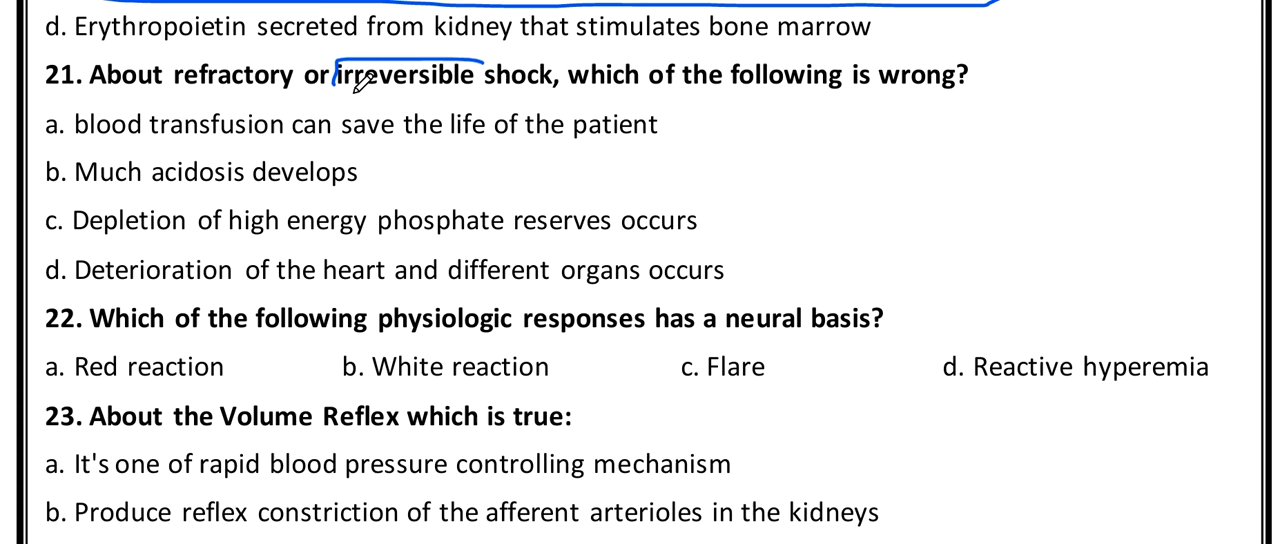 d. Erythropoietin secreted from kidney that stimulates bone marrow
21. About refractory or irreversible shock, which of the following is wrong?
a. blood transfusion can save the life of the patient
b. Much acidosis develops
c. Depletion of high energy phosphate reserves occurs
d. Deterioration of the heart and different organs occurs
22. Which of the following physiologic responses has a neural basis?
a. Red reaction b. White reaction c. Flare d. Reactive hyperemia
23. About the Volume Reflex which is true:
a. It's one of rapid blood pressure controlling mechanism
b. Produce reflex constriction of the afferent arterioles in the kidneys